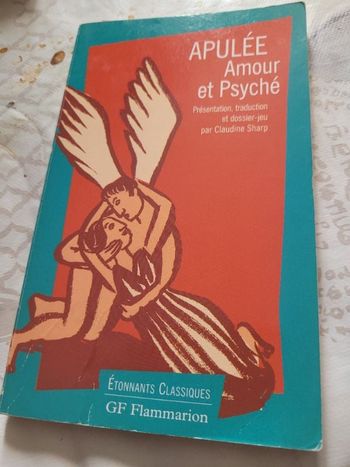 APULÉE
Amour
et Psyché
Présentation, traduction
et dossier-jeu
par Claudine Sharp
ÉTONNANTS CLASSIQUES
GF Flammarion